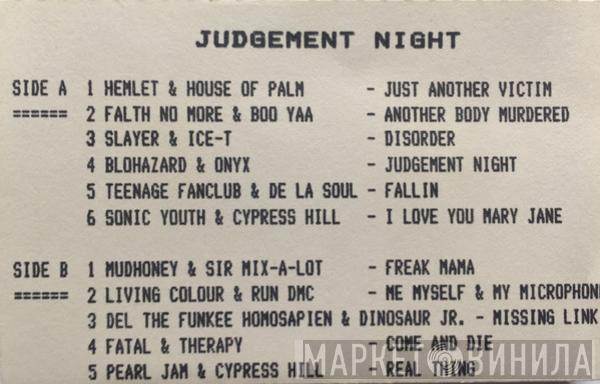 JUDGEMENT NIGHT
SIDE A 1 HEMLET & HOUSE OF PALM - JUST ANOTHER VICTIM
====== 2 FALTH NO MORE & BOO YAA - ANOTHER BODY MURDERED
3 SLAYER & ICE-T - DISORDER
4 BLOHAZARD & ONYX - JUDGEMENT NIGHT
5 TEENAGE FANCLUB & DE LA SOUL - FALLIN
6 SONIC YOUTH & CYPRESS HILL - I LOVE YOU MARY JANE
SIDE B 1 MUDHONEY & SIR MIX-A-LOT - FREAK MAMA
====== 2 LIVING COLOUR & RUN DMC - ME MYSELF & MY MICROPHON
3 DEL THE FUNKEE HOMOSAPIEN & DINOSAUR JR. - MISSING LINK
4 FATAL & THERAPY - COME AND DIE
5 PEARL JAM & CYPRESS HILL - REAL THING
МАРКЕТ ВИНИЛА